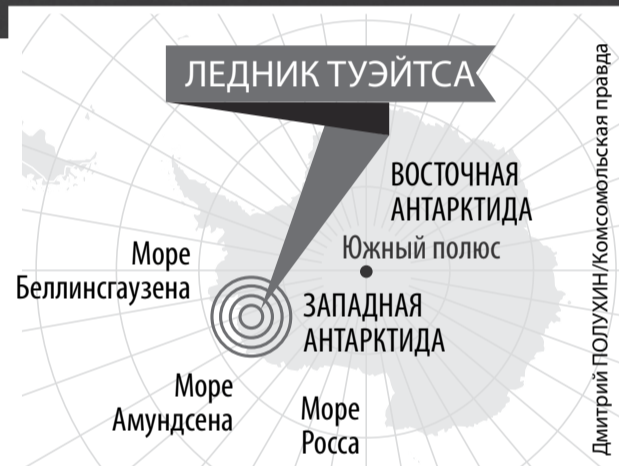 ЛЕДНИК ТУЭЙТСА
ВОСТОЧНАЯ
АНТАРКТИДА
Южный полюс
Море
Беллинсгаузена
ЗАПАДНАЯ
АНТАРКТИДА
Море
Амундсена
Море
Росса
Дмитрий ПОЛУХИН/Комсомольская правда